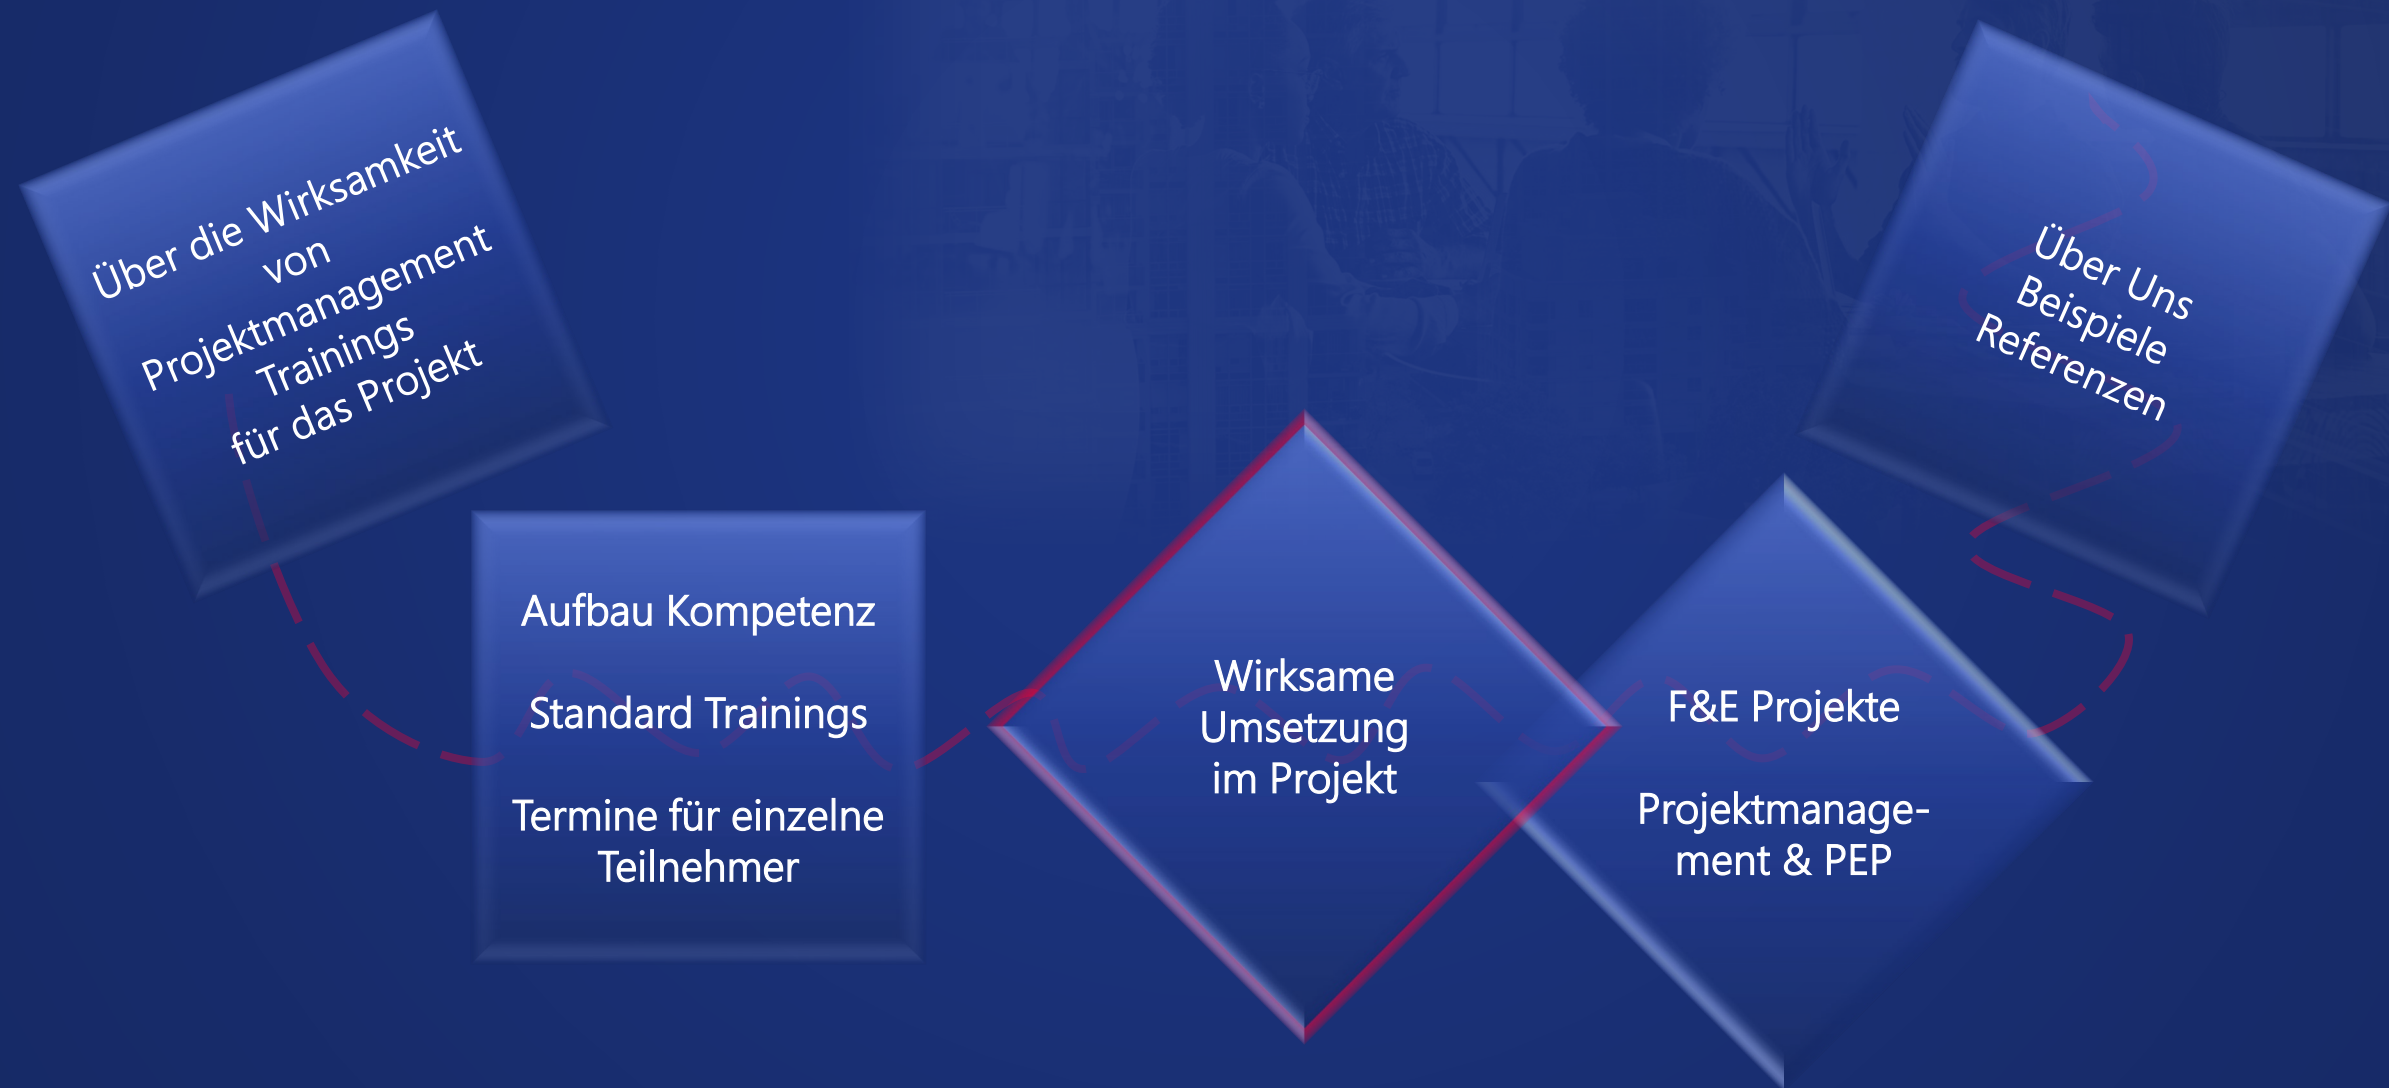 Über die Wirksamkeit
von
Projektmanagement
Trainings
für das Projekt
Aufbau Kompetenz
Standard Trainings
Termine für einzelne
Teilnehmer
Wirksame
Umsetzung
im Projekt
F&E Projekte
Projektmanage-
ment & PEP
Über Uns
Beispiele
Referenzen